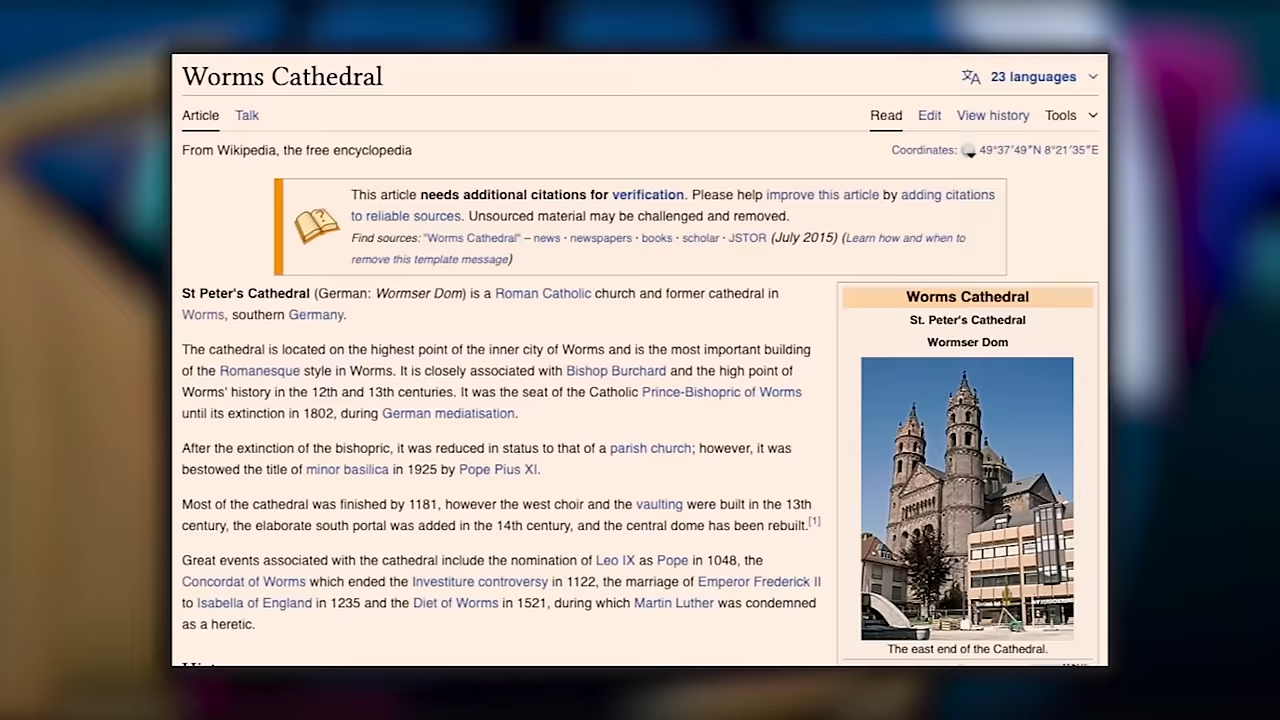 Worms Cathedral
23 languages
Article Talk
Read Edit View history Tools
From Wikipedia, the free encyclopedia
Coordinates: 49°37′49″N 8°21′35″E
This article needs additional citations for verification. Please help improve this article by adding citations
to reliable sources. Unsourced material may be challenged and removed.
Find sources: "Worms Cathedral" – news · newspapers · books · scholar · JSTOR (July 2015) (Learn how and when to
remove this template message)
St Peter's Cathedral (German: Wormser Dom) is a Roman Catholic church and former cathedral in
Worms, southern Germany.
The cathedral is located on the highest point of the inner city of Worms and is the most important building
of the Romanesque style in Worms. It is closely associated with Bishop Burchard and the high point of
Worms' history in the 12th and 13th centuries. It was the seat of the Catholic Prince-Bishopric of Worms
until its extinction in 1802, during German mediatisation.
After the extinction of the bishopric, it was reduced in status to that of a parish church; however, it was
bestowed the title of minor basilica in 1925 by Pope Pius XI.
Most of the cathedral was finished by 1181, however the west choir and the vaulting were built in the 13th
century, the elaborate south portal was added in the 14th century, and the central dome has been rebuilt.[1]
Great events associated with the cathedral include the nomination of Leo IX as Pope in 1048, the
Concordat of Worms which ended the Investiture controversy in 1122, the marriage of Emperor Frederick II
to Isabella of England in 1235 and the Diet of Worms in 1521, during which Martin Luther was condemned
as a heretic.
Worms Cathedral
St. Peter's Cathedral
Wormser Dom
The east end of the Cathedral.